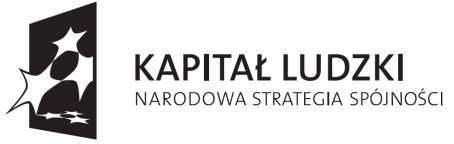 KAPITAŁ LUDZKI
NARODOWA STRATEGIA SPÓJNOŚCI